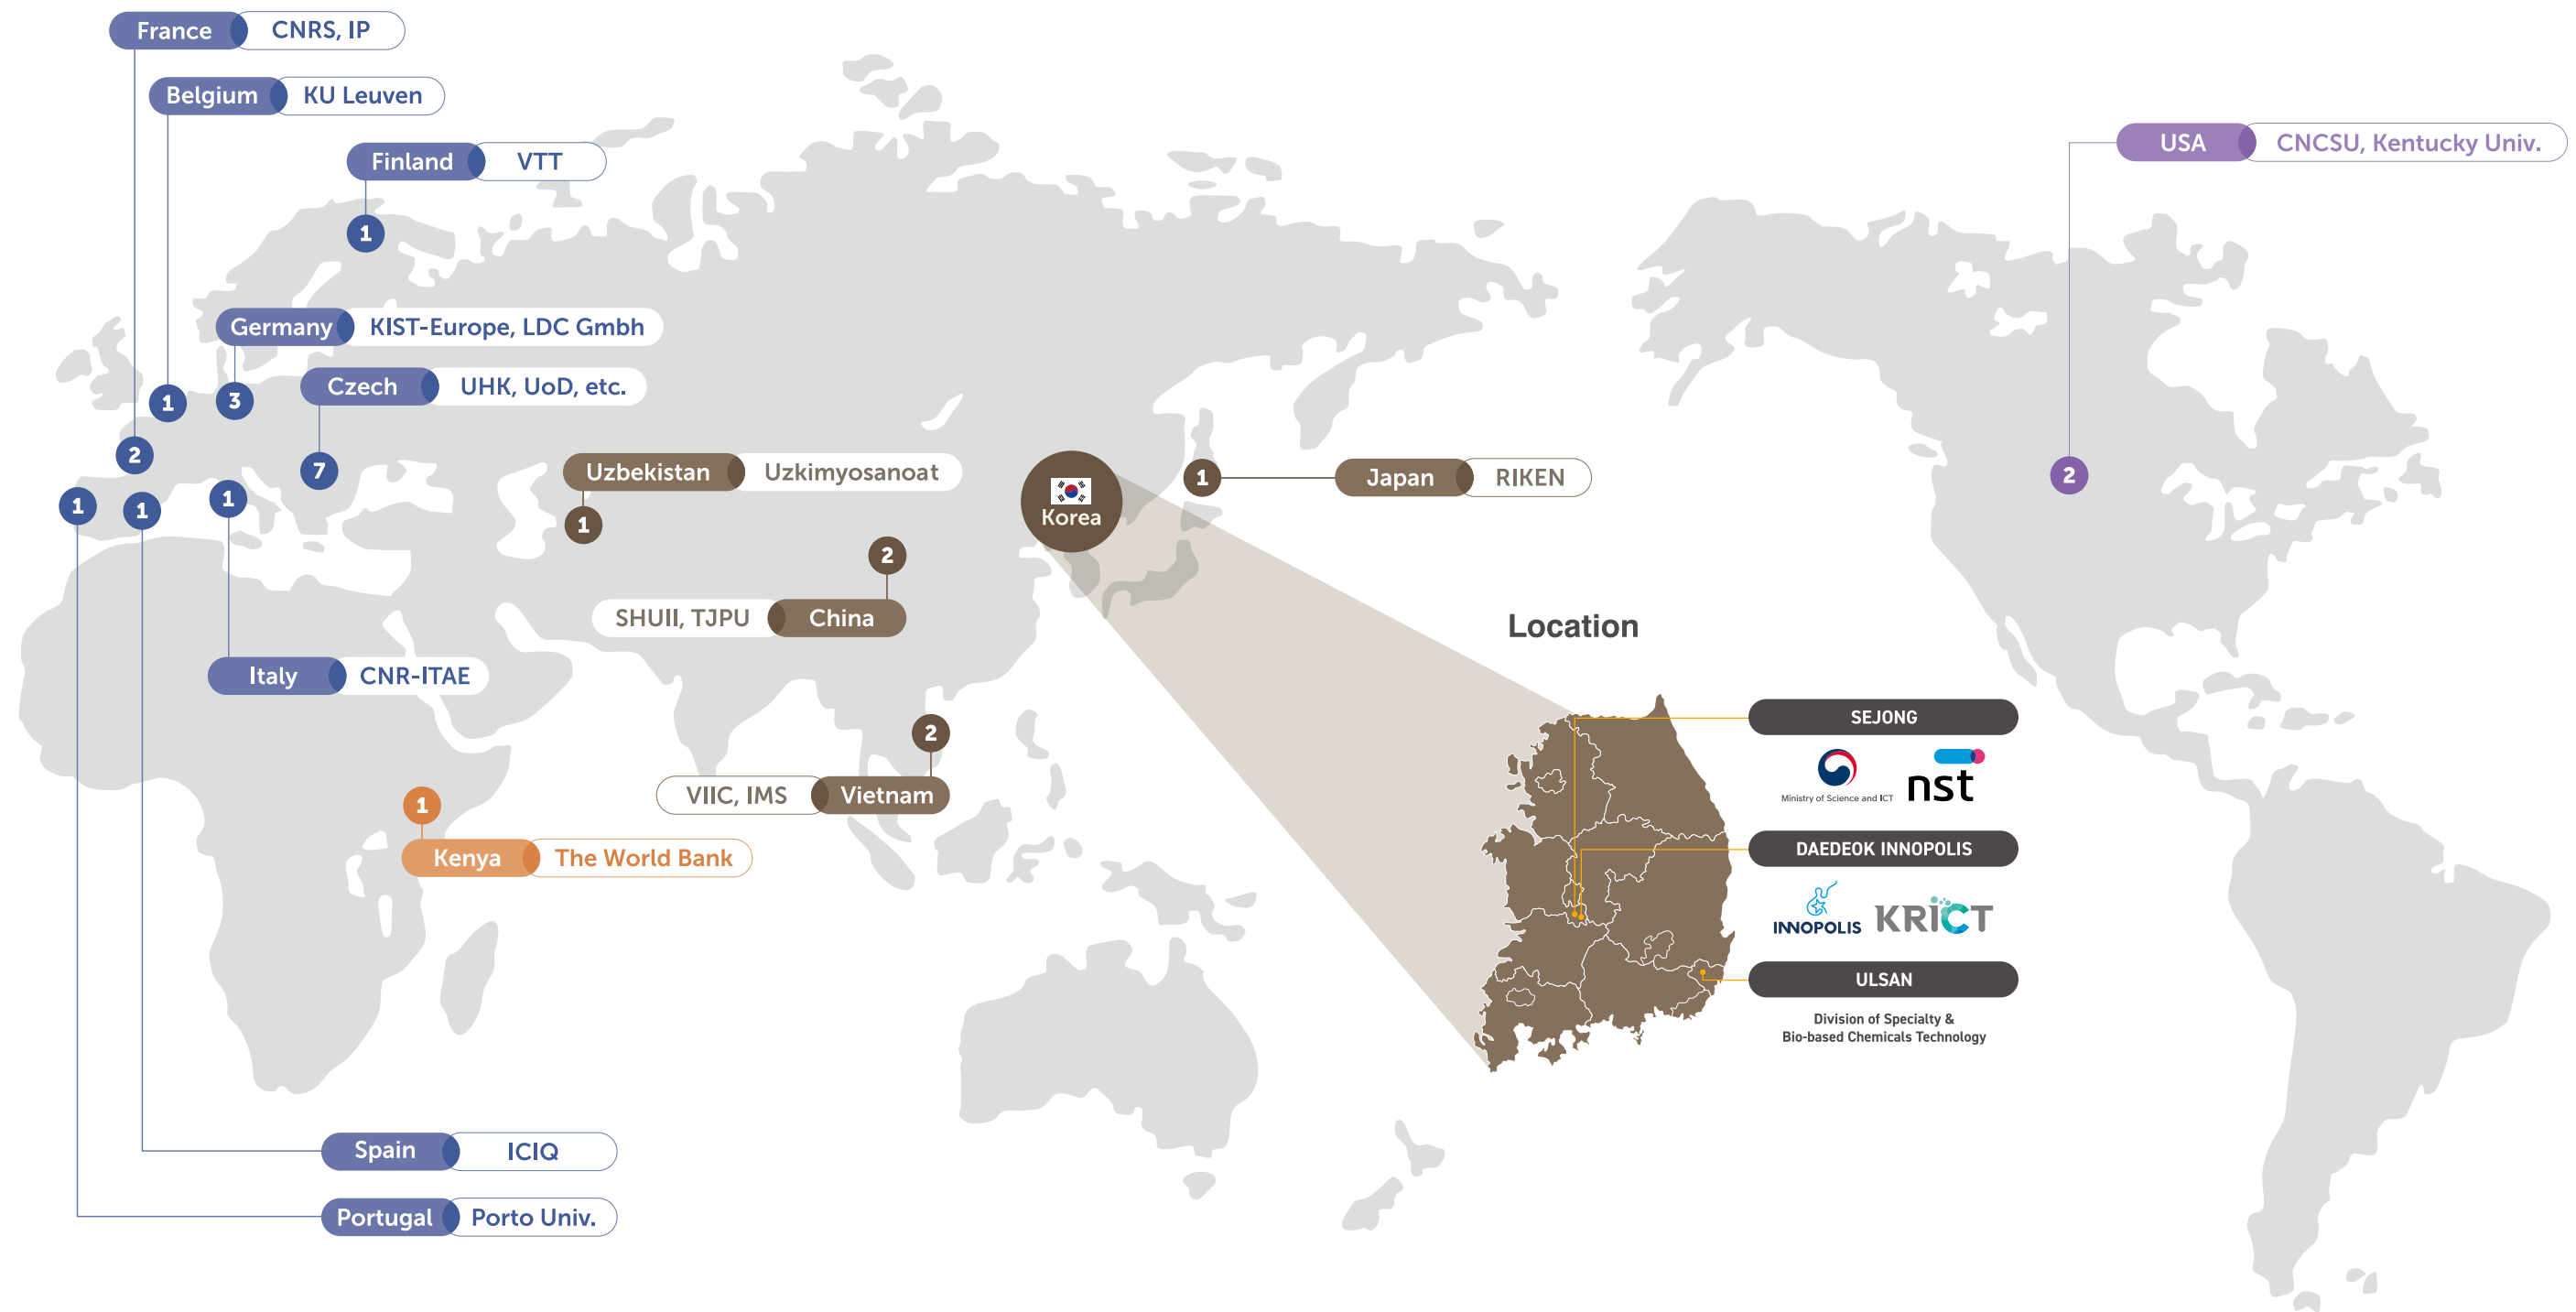 France CNRS, IP
Belgium KU Leuven
USA CNCSU, Kentucky Univ.
Finland VTT
1
Germany KIST-Europe, LDC Gmbh
Czech UHK, UoD, etc.
1
3
2
7
Uzbekistan Uzkimyosanoat
1
Korea
1 Japan RIKEN
2
1
1
1
2
SHUII, TJPU China
Location
Italy CNR-ITAE
2
VIIC, IMS Vietnam
1
Kenya The World Bank
SEJONG
Ministry of Science and ICT nst
DAEDEOK INNOPOLIS
INNOPOLIS KRICT
ULSAN
Division of Specialty &
Bio-based Chemicals Technology
Spain ICIQ
Portugal Porto Univ.